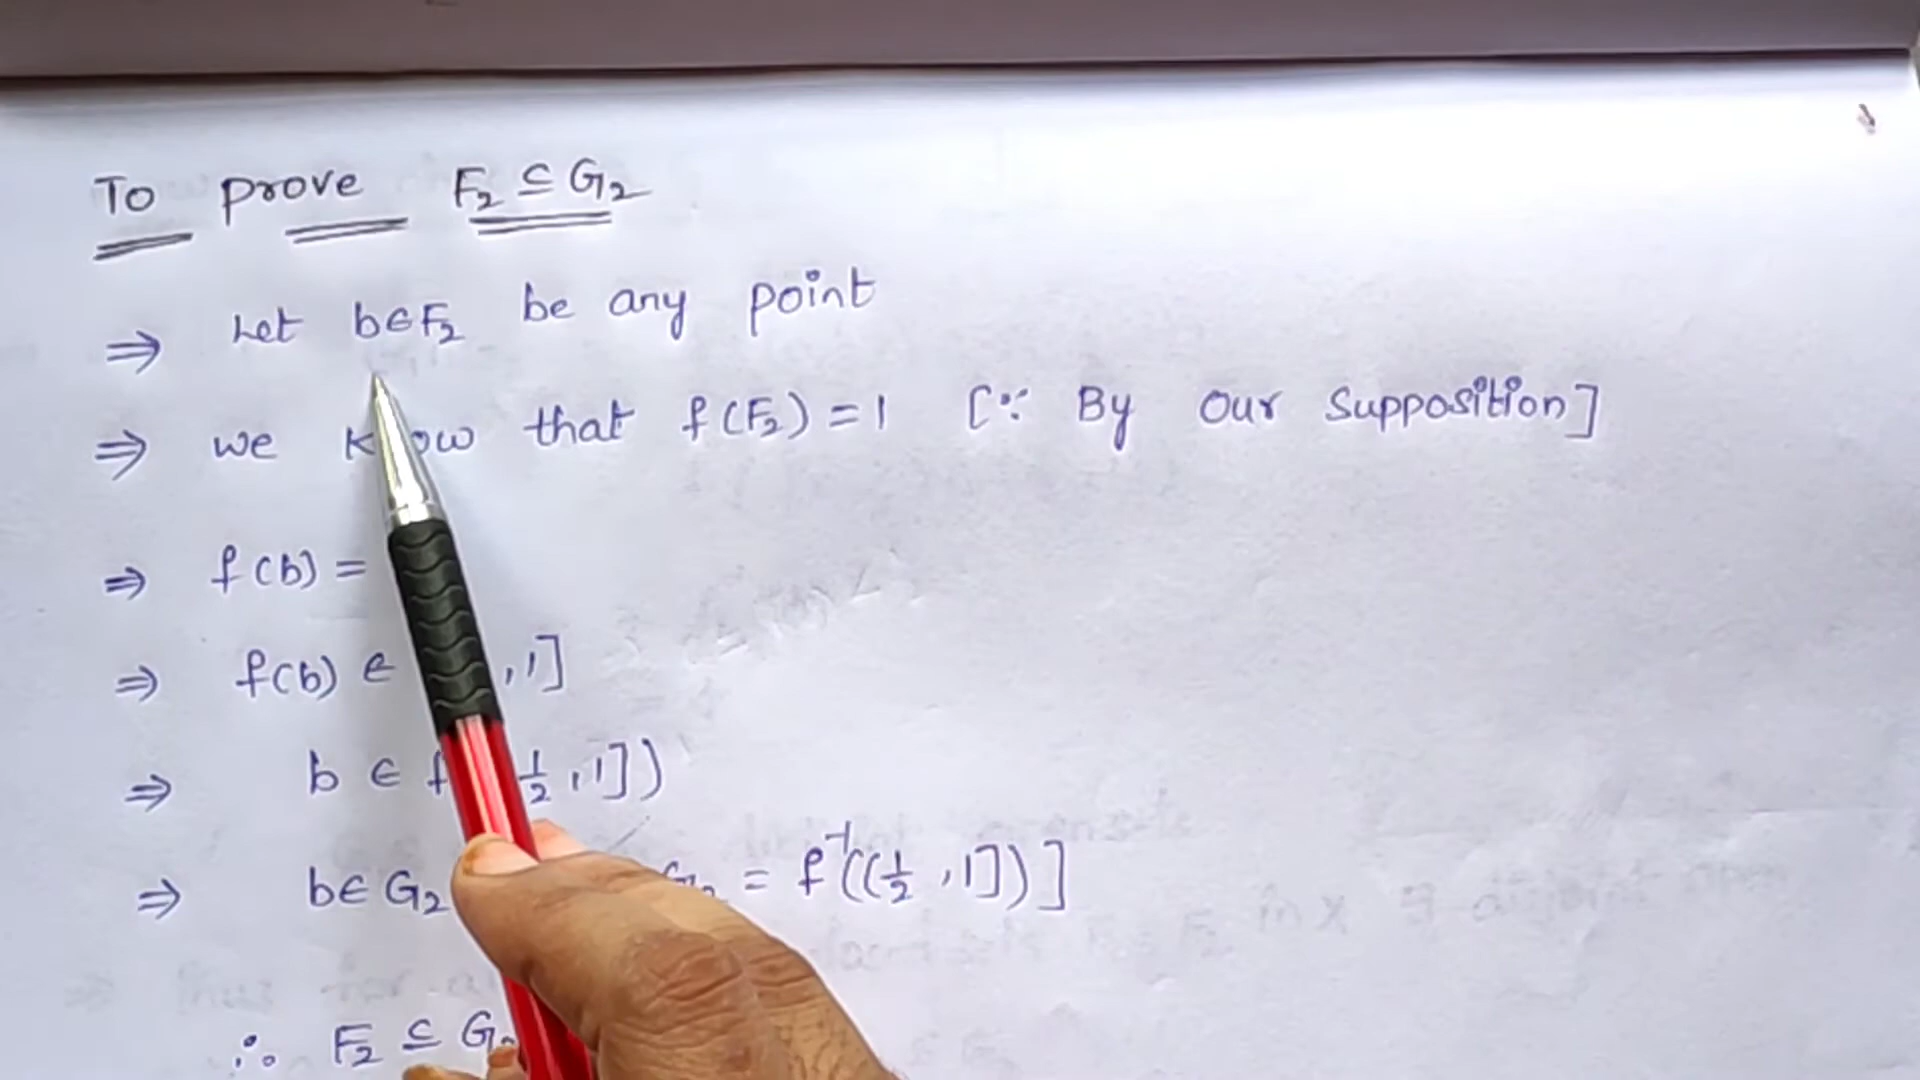 To prove F₂ ⊆ G₂
⇒ Let b∈F₂ be any point
⇒ we know that f(F₂) = 1 [∵ By Our Supposition]
⇒ f(b) =
⇒ f(b) ∈ ,1]
⇒ b ∈ f ½ ,1])
⇒ b∈ G₂ = f⁻¹((½ ,1])]
∴ F₂ ⊆ G₂